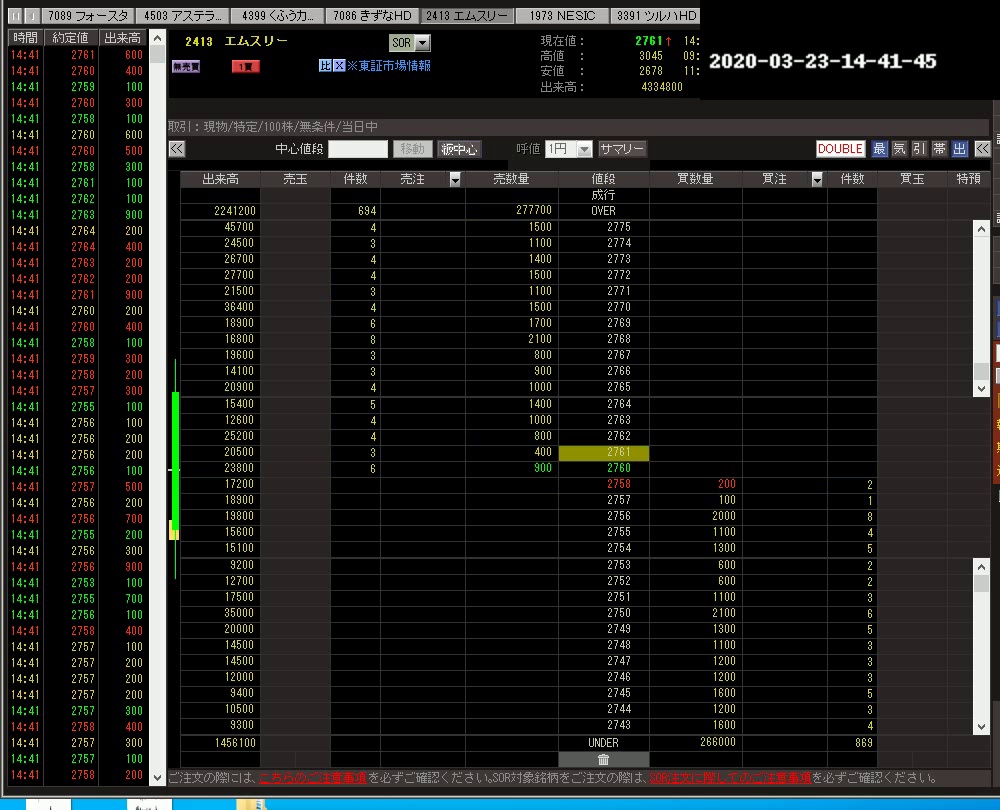 7089 フォースタ 4503 アステラ... 4399 くふう力... 7086 きずなHD 2413 エムスリー 1973 NESIC 3391 ツルハHD
時間 約定値 出来高
14:41 2761 600
14:41 2760 400
14:41 2759 100
14:41 2760 300
14:41 2758 100
14:41 2760 600
14:41 2760 500
14:41 2758 300
14:41 2761 100
14:41 2762 100
14:41 2763 900
14:41 2764 200
14:41 2764 400
14:41 2763 200
14:41 2762 200
14:41 2761 900
14:41 2760 200
14:41 2760 400
14:41 2758 100
14:41 2759 300
14:41 2758 200
14:41 2757 300
14:41 2755 100
14:41 2756 100
14:41 2756 200
14:41 2756 200
14:41 2756 100
14:41 2757 500
14:41 2756 200
14:41 2756 700
14:41 2755 200
14:41 2756 300
14:41 2756 900
14:41 2753 100
14:41 2755 700
14:41 2756 100
14:41 2758 400
14:41 2757 100
14:41 2757 200
14:41 2757 200
14:41 2757 200
14:41 2758 400
14:41 2757 300
14:41 2757 100
14:41 2758 200
2413 エムスリー SOR
無売買 1買 比 X ※東証市場情報
現在値: 2761↑ 14:
高値 : 3045 09:
安値 : 2678 11:
出来高: 4334800
2020-03-23-14-41-45
取引:現物/特定/100株/無条件/当日中
中心値段 移動 板中心 呼値 1円 サマリー DOUBLE 最 気 引 帯 出
出来高 売玉 件数 売注 売数量 値段 買数量 買注 件数 買玉 特預
成行
2241200 694 277700 OVER
45700 4 1500 2775
24500 3 1100 2774
26700 4 1400 2773
27700 4 1500 2772
21500 3 1100 2771
36400 4 1500 2770
18900 6 1700 2769
16800 8 2100 2768
19600 3 800 2767
14100 3 900 2766
20900 4 1000 2765
15400 5 1400 2764
12600 4 1000 2763
25200 4 800 2762
20500 3 400 2761
23800 6 900 2760
17200 2758 200 2
18900 2757 100 1
19800 2756 2000 8
15600 2755 1100 4
15100 2754 1300 5
9200 2753 600 2
12700 2752 600 2
17500 2751 1100 3
35000 2750 2100 6
20000 2749 1300 5
14500 2748 1100 3
14500 2747 1200 3
12000 2746 1200 3
9400 2745 1600 5
10500 2744 1200 3
9300 2743 1600 4
1456100 UNDER 266000 869
ご注文の際には、こちらのご注意事項を必ずご確認ください。SOR対象銘柄をご注文の際は、SOR注文に際してのご注意事項も必ずご確認ください。